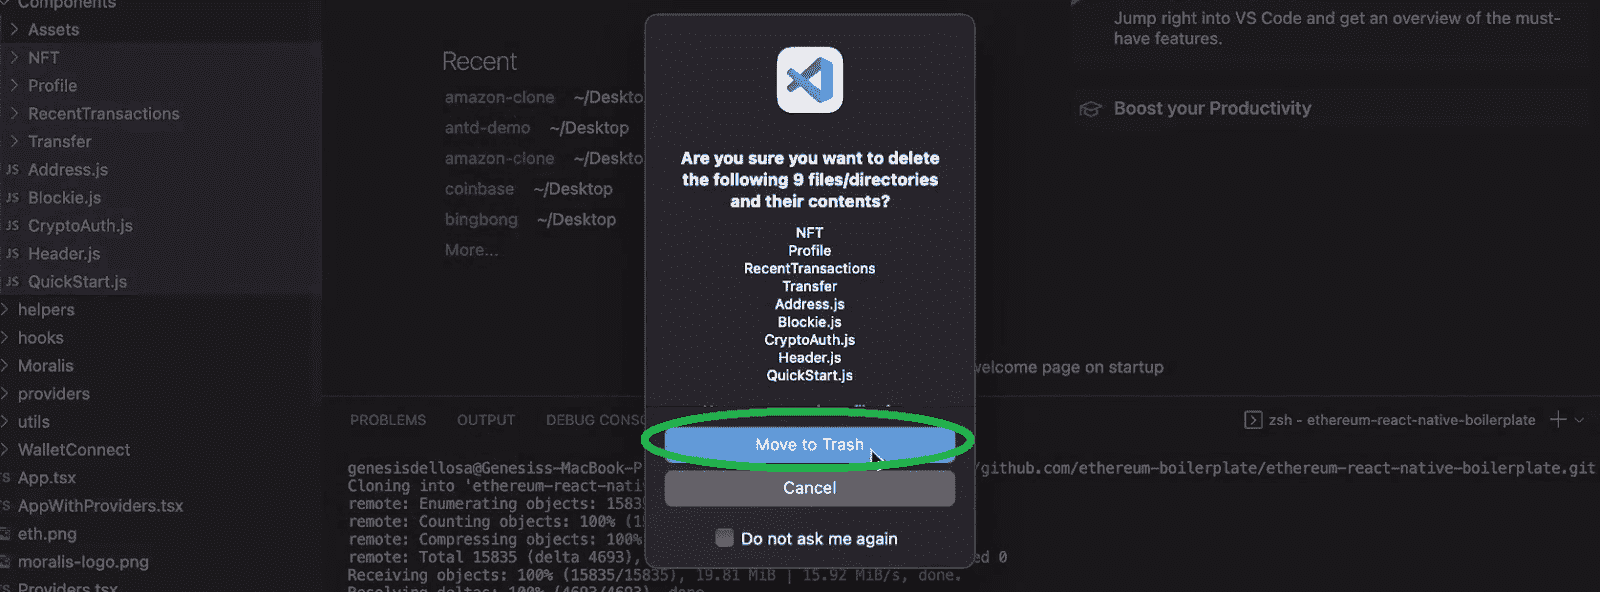 Components
Assets
NFT
Profile
RecentTransactions
Transfer
JS Address.js
JS Blockie.js
JS CryptoAuth.js
JS Header.js
JS QuickStart.js
helpers
hooks
Moralis
providers
utils
WalletConnect
App.tsx
AppWithProviders.tsx
eth.png
moralis-logo.png
Providers.tsx
Recent
amazon-clone ~/Deskto
antd-demo ~/Desktop
amazon-clone ~/Deskto
coinbase ~/Desktop
bingbong ~/Desktop
More...
Are you sure you want to delete
the following 9 files/directories
and their contents?
NFT
Profile
RecentTransactions
Transfer
Address.js
Blockie.js
CryptoAuth.js
Header.js
QuickStart.js
Move to Trash
Cancel
Do not ask me again
Jump right into VS Code and get an overview of the must-
have features.
Boost your Productivity
welcome page on startup
PROBLEMS OUTPUT DEBUG CONSO
zsh - ethereum-react-native-boilerplate
genesisdellosa@Genesiss-MacBook-P /github.com/ethereum-boilerplate/ethereum-react-native-boilerplate.git
Cloning into 'ethereum-react-nati
remote: Enumerating objects: 1583
remote: Counting objects: 100% (1
remote: Compressing objects: 100%
remote: Total 15835 (delta 4693), ed 0
Receiving objects: 100% (15835/15835), 19.81 MiB | 15.92 MiB/s, done.
Resolving deltas: 100% (4693/4693), done.